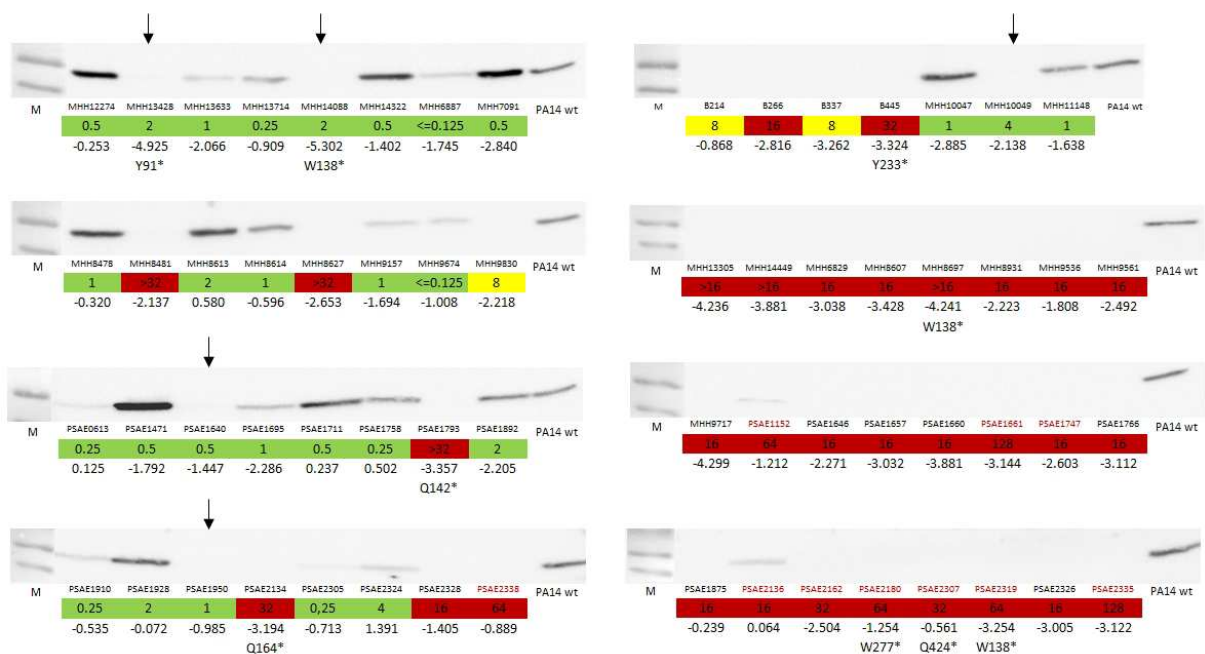 M MHH12274 MHH13428 MHH13633 MHH13714 MHH14088 MHH14322 MHH6887 MHH7091 PA14 wt
0.5 2 1 0.25 2 0.5 <=0.125 0.5
-0.253 -4.925 -2.066 -0.909 -5.302 -1.402 -1.745 -2.840
Y91* W138*
M MHH8478 MHH8481 MHH8613 MHH8614 MHH8627 MHH9157 MHH9674 MHH9830 PA14 wt
1 >32 2 1 >32 1 <=0.125 8
-0.320 -2.137 0.580 -0.596 -2.653 -1.694 -1.008 -2.218
M PSAE0613 PSAE1471 PSAE1640 PSAE1695 PSAE1711 PSAE1758 PSAE1793 PSAE1892 PA14 wt
0.25 0.5 0.5 1 0.5 0.25 >32 2
0.125 -1.792 -1.447 -2.286 0.237 0.502 -3.357 -2.205
Q142*
M PSAE1910 PSAE1928 PSAE1950 PSAE2134 PSAE2305 PSAE2324 PSAE2328 PSAE2338 PA14 wt
0.25 2 1 32 0,25 4 16 64
-0.535 -0.072 -0.985 -3.194 -0.713 1.391 -1.405 -0.889
Q164*
M B214 B266 B337 B445 MHH10047 MHH10049 MHH11148 PA14 wt
8 16 8 32 1 4 1
-0.868 -2.816 -3.262 -3.324 -2.885 -2.138 -1.638
Y233*
M MHH13305 MHH14449 MHH6829 MHH8607 MHH8697 MHH8931 MHH9536 MHH9561 PA14 wt
>16 >16 16 16 >16 16 16 16
-4.236 -3.881 -3.038 -3.428 -4.241 -2.223 -1.808 -2.492
W138*
M MHH9717 PSAE1152 PSAE1646 PSAE1657 PSAE1660 PSAE1661 PSAE1747 PSAE1766 PA14 wt
16 64 16 16 16 128 16 16
-4.299 -1.212 -2.271 -3.032 -3.881 -3.144 -2.603 -3.112
M PSAE1875 PSAE2136 PSAE2162 PSAE2180 PSAE2307 PSAE2319 PSAE2326 PSAE2335 PA14 wt
16 16 32 64 32 64 16 128
-0.239 0.064 -2.504 -1.254 -0.561 -3.254 -3.005 -3.122
W277* Q424* W138*